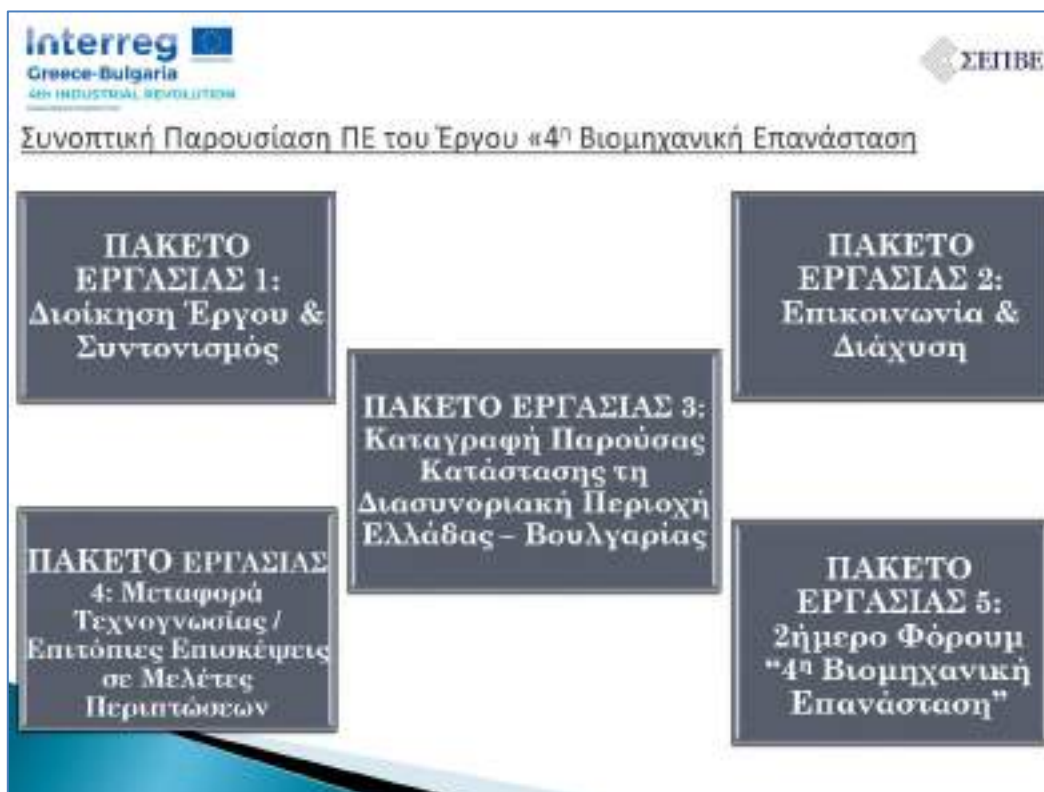 Interreg
Greece-Bulgaria
4TH INDUSTRIAL REVOLUTION
ΣΕΠΒΕ
Συνοπτική Παρουσίαση ΠΕ του Έργου «4η Βιομηχανική Επανάσταση
ΠΑΚΕΤΟ
ΕΡΓΑΣΙΑΣ 1:
Διοίκηση Έργου &
Συντονισμός
ΠΑΚΕΤΟ
ΕΡΓΑΣΙΑΣ 2:
Επικοινωνία &
Διάχυση
ΠΑΚΕΤΟ ΕΡΓΑΣΙΑΣ 3:
Καταγραφή Παρούσας
Κατάστασης τη
Διασυνοριακή Περιοχή
Ελλάδας – Βουλγαρίας
ΠΑΚΕΤΟ ΕΡΓΑΣΙΑΣ
4: Μεταφορά
Τεχνογνωσίας /
Επιτόπιες Επισκέψεις
σε Μελέτες
Περιπτώσεων
ΠΑΚΕΤΟ
ΕΡΓΑΣΙΑΣ 5:
2ήμερο Φόρουμ
“4η Βιομηχανική
Επανάσταση”